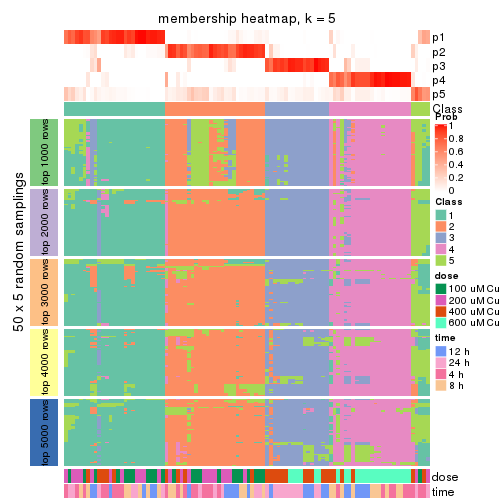 membership heatmap, k = 5
p1
p2
p3
p4
p5
Class
50 x 5 random samplings
top 1000 rows
top 2000 rows
top 3000 rows
top 4000 rows
top 5000 rows
dose
time
Prob
1
0.8
0.6
0.4
0.2
0
Class
1
2
3
4
5
dose
100 uM Cu
200 uM Cu
400 uM Cu
600 uM Cu
time
12 h
24 h
4 h
8 h